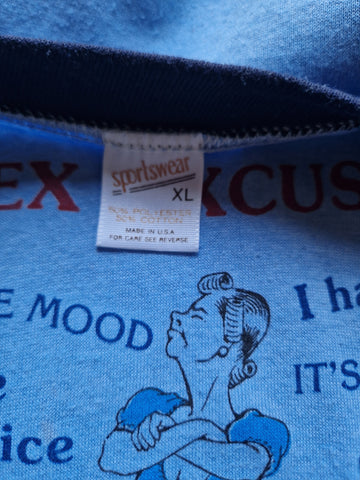 sportswear
XL
50% POLYESTER
50% COTTON
MADE IN U.S.A
FOR CARE SEE REVERSE
EX XCUS
E MOOD
I ha
IT'S
e
ice